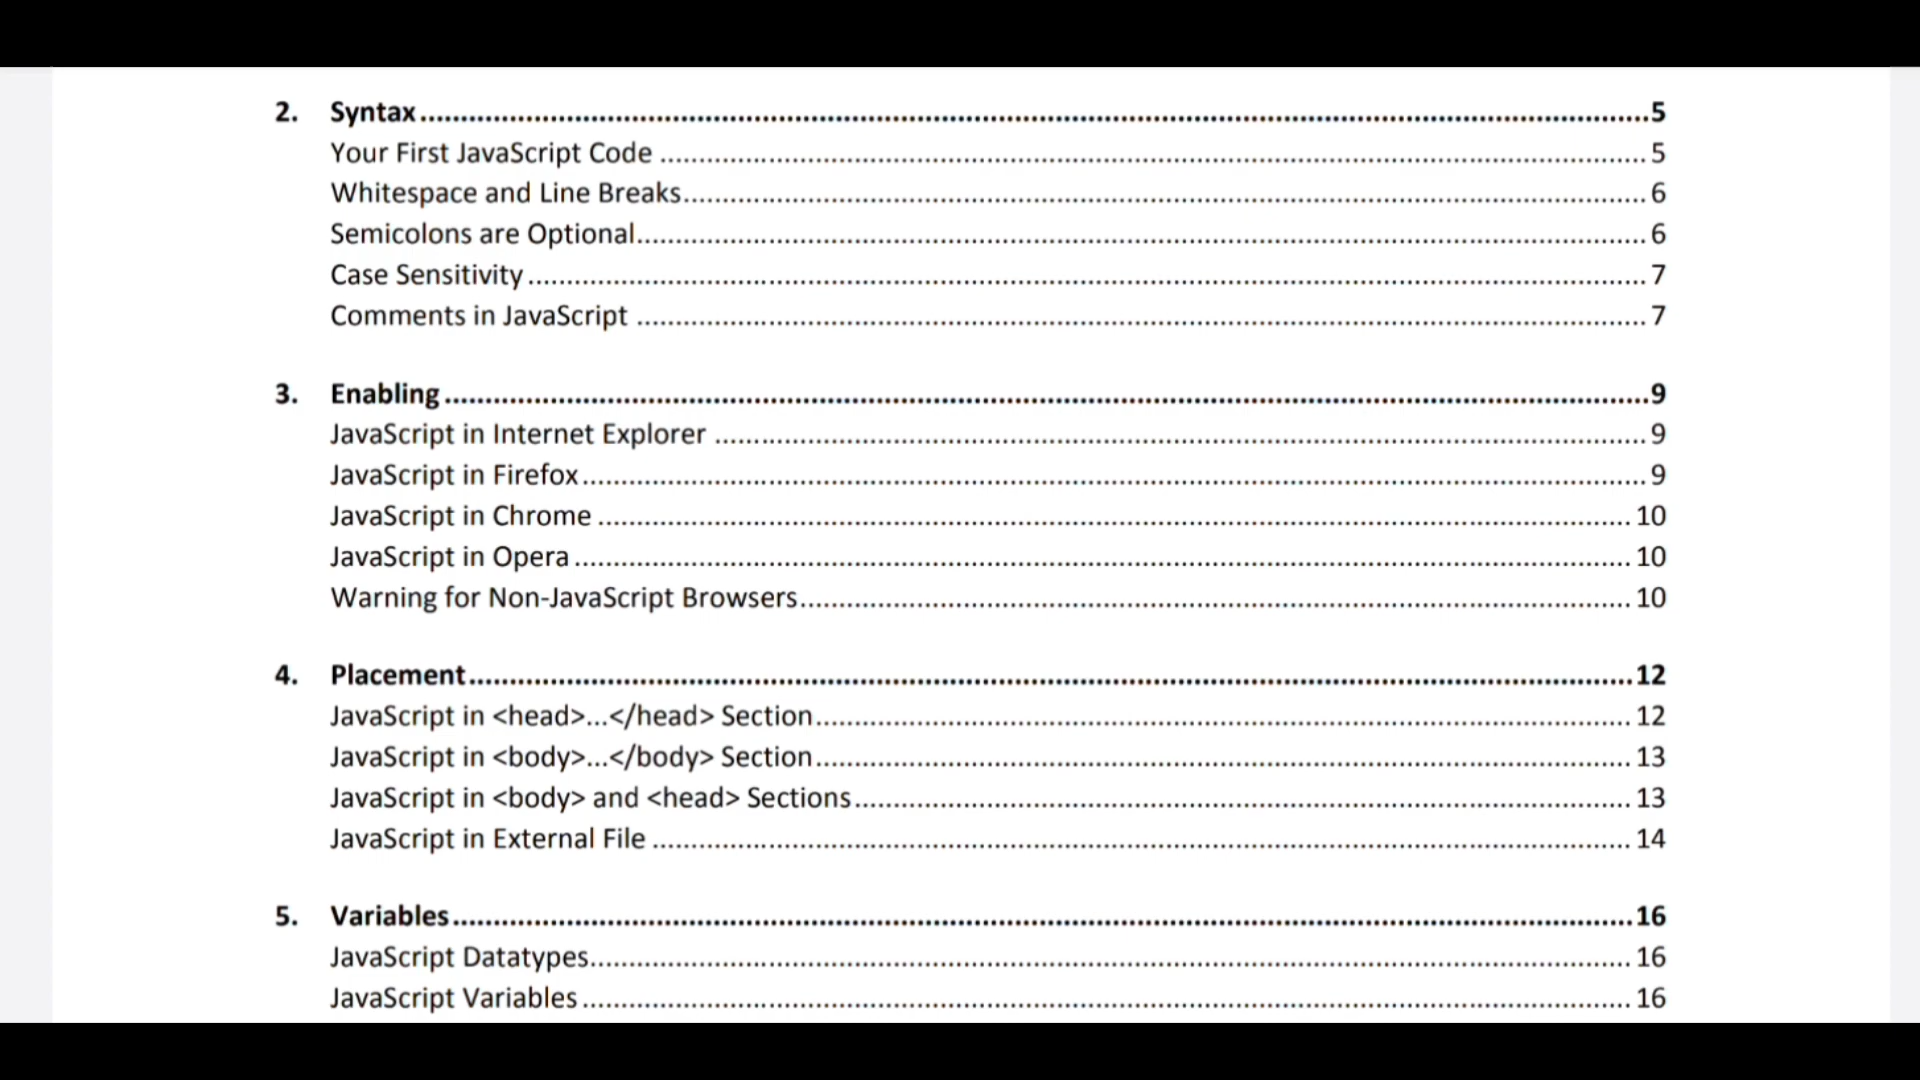 2. Syntax 5
Your First JavaScript Code 5
Whitespace and Line Breaks 6
Semicolons are Optional 6
Case Sensitivity 7
Comments in JavaScript 7
3. Enabling 9
JavaScript in Internet Explorer 9
JavaScript in Firefox 9
JavaScript in Chrome 10
JavaScript in Opera 10
Warning for Non-JavaScript Browsers 10
4. Placement 12
JavaScript in <head>...</head> Section 12
JavaScript in <body>...</body> Section 13
JavaScript in <body> and <head> Sections 13
JavaScript in External File 14
5. Variables 16
JavaScript Datatypes 16
JavaScript Variables 16